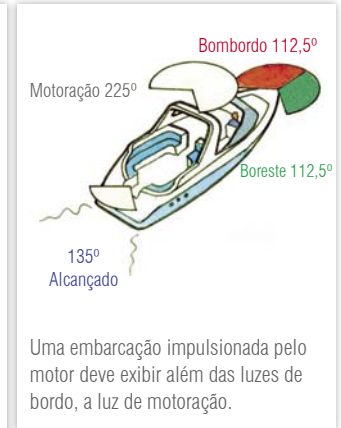 Bombordo 112,5º
Motoração 225º
Boreste 112,5º
135º
Alcançado
Uma embarcação impulsionada pelo
motor deve exibir além das luzes de
bordo, a luz de motoração.